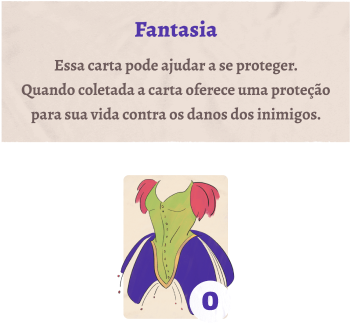 Fantasia
Essa carta pode ajudar a se proteger.
Quando coletada a carta oferece uma proteção
para sua vida contra os danos dos inimigos.
0